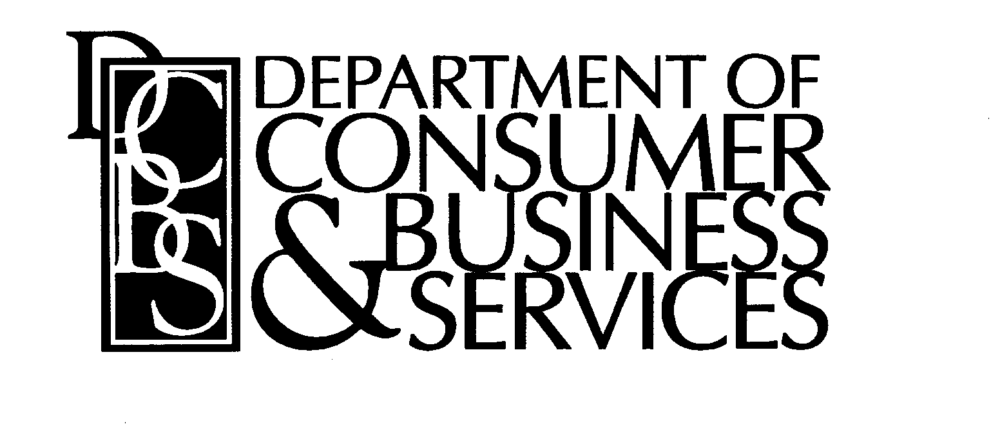 DCBS
DEPARTMENT OF
CONSUMER
& BUSINESS
SERVICES